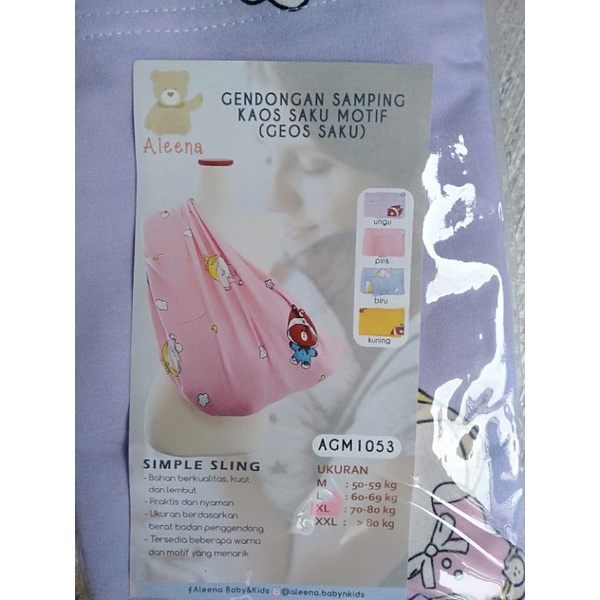 Aleena
GENDONGAN SAMPING
KAOS SAKU MOTIF
(GEOS SAKU)
ungu
pink
biru
kuning
AGM1053
SIMPLE SLING
- Bahan berkualitas, kuat
dan lembut
- Praktis dan nyaman
- Ukuran berdasarkan
berat badan penggendong
- Tersedia beberapa warna
dan motif yang menarik.
UKURAN
M : 50-59 kg
L : 60-69 kg
XL : 70-80 kg
XXL : > 80 kg
Aleena Baby&Kids @aleena.babynkids